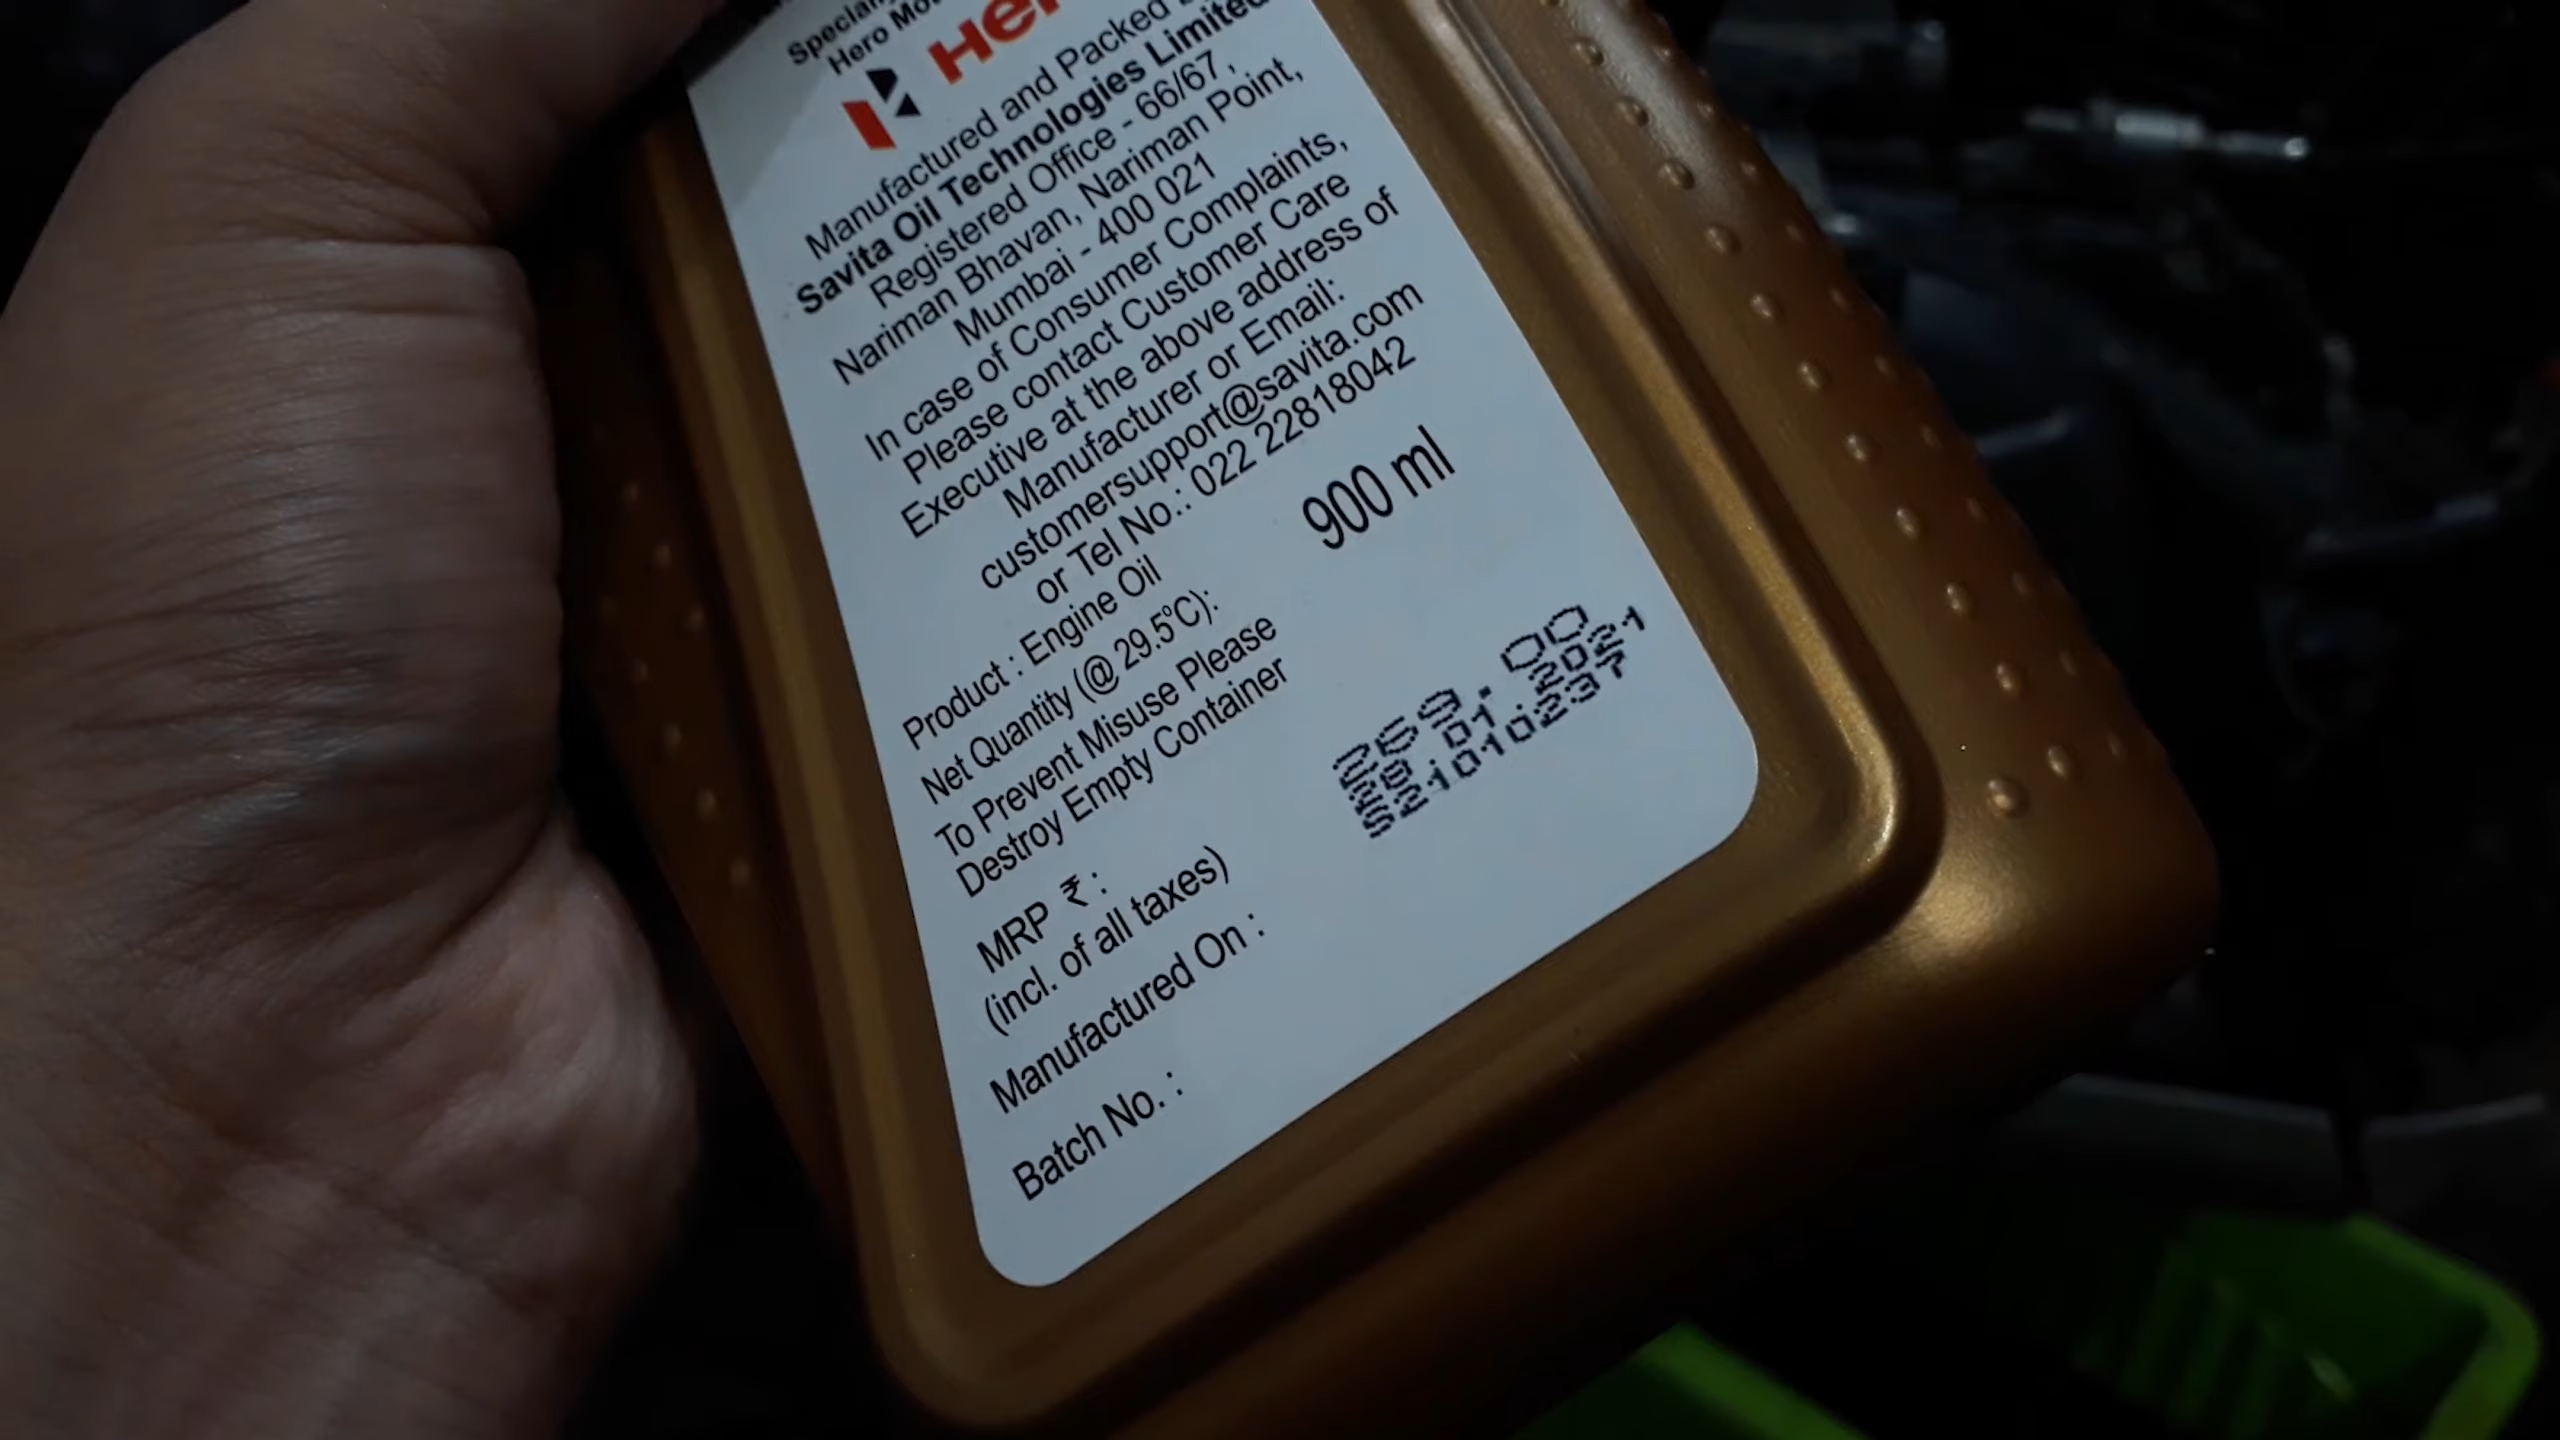 Specially
Hero Mo
Her
Manufactured and Packed
Savita Oil Technologies Limited
Registered Office - 66/67,
Nariman Bhavan, Nariman Point,
Mumbai - 400 021
In case of Consumer Complaints,
Please contact Customer Care
Executive at the above address of
Manufacturer or Email:
customersupport@savita.com
or Tel No.: 022 22818042
Product : Engine Oil
Net Quantity (@ 29.5°C): 900 ml
To Prevent Misuse Please
Destroy Empty Container
269.00
28.01.2021
S2101023T
MRP ₹ :
(incl. of all taxes)
Manufactured On :
Batch No. :